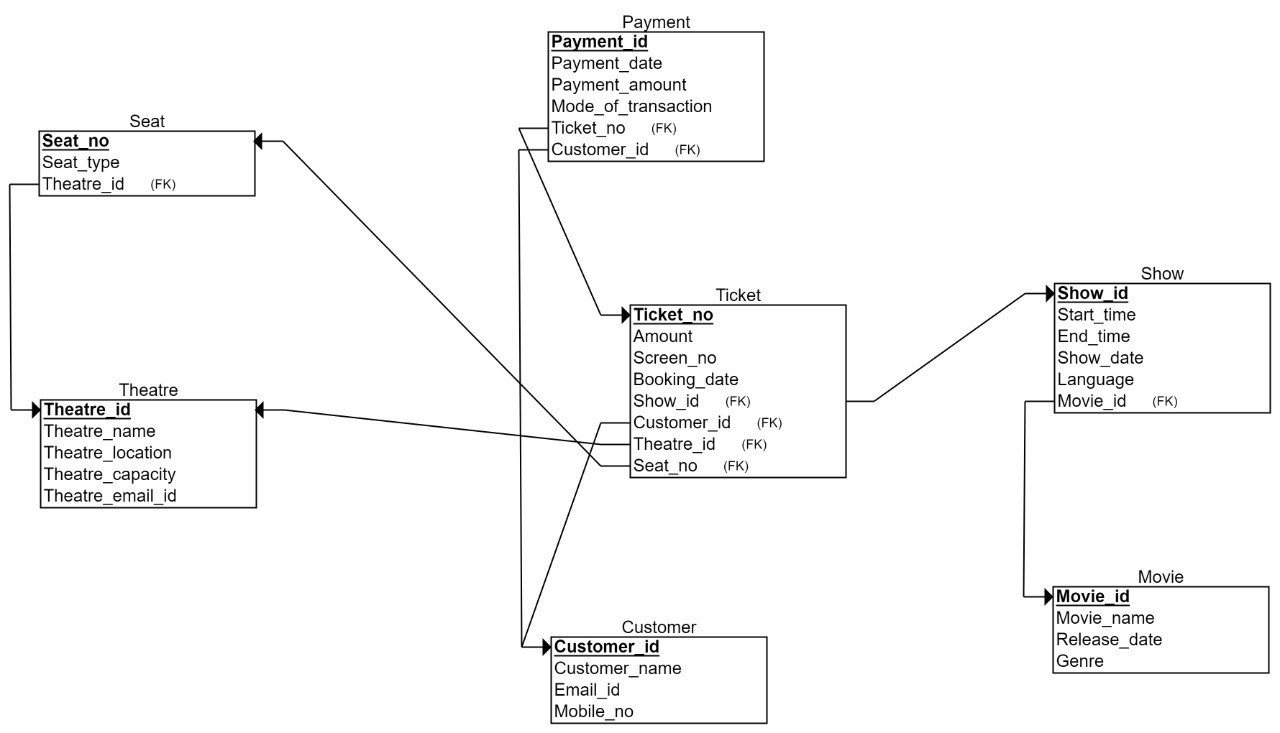 Payment
Payment_id
Payment_date
Payment_amount
Mode_of_transaction
Ticket_no (FK)
Customer_id (FK)
Seat
Seat_no
Seat_type
Theatre_id (FK)
Ticket
Ticket_no
Amount
Screen_no
Booking_date
Show_id (FK)
Customer_id (FK)
Theatre_id (FK)
Seat_no (FK)
Show
Show_id
Start_time
End_time
Show_date
Language
Movie_id (FK)
Theatre
Theatre_id
Theatre_name
Theatre_location
Theatre_capacity
Theatre_email_id
Customer
Customer_id
Customer_name
Email_id
Mobile_no
Movie
Movie_id
Movie_name
Release_date
Genre